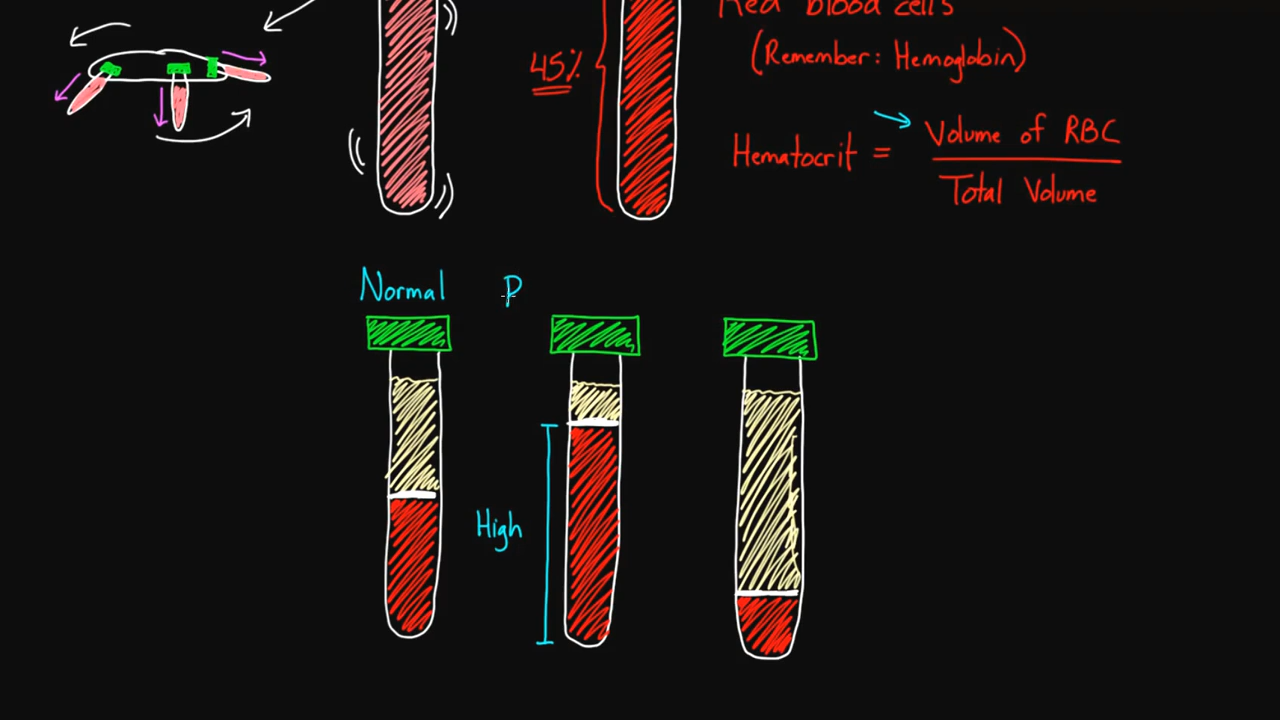 Red blood cells
(Remember: Hemoglobin)
45%
Hematocrit = Volume of RBC
Total Volume
Normal P
High